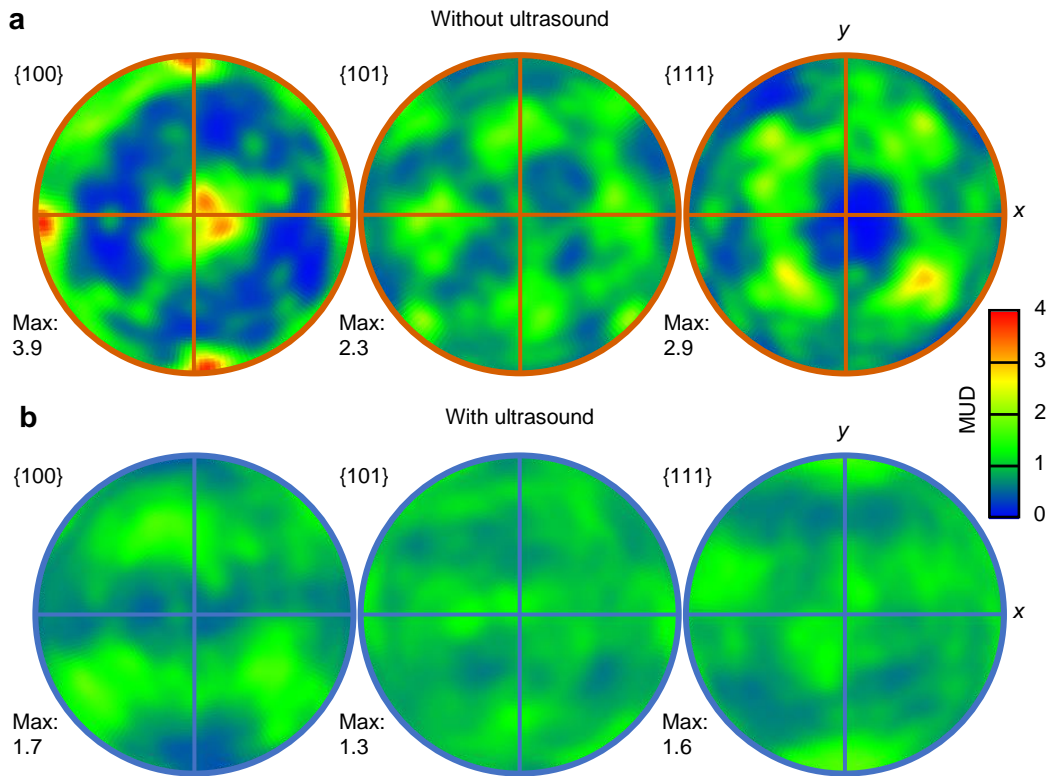 a
Without ultrasound
{100}
{101}
{111}
y
x
Max:
3.9
Max:
2.3
Max:
2.9
4
3
2
1
0
MUD
b
With ultrasound
{100}
{101}
{111}
y
x
Max:
1.7
Max:
1.3
Max:
1.6